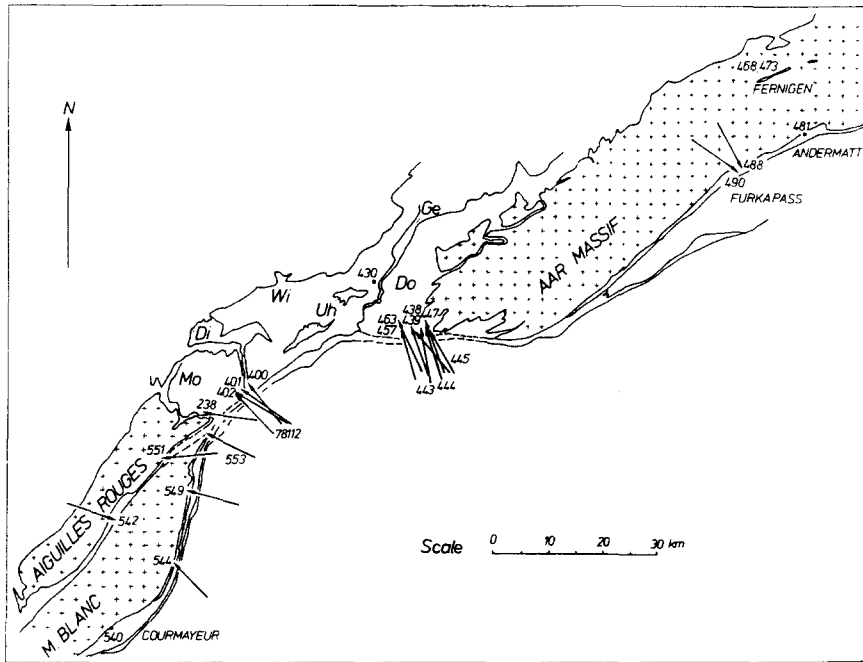 N
468,473
FERNIGEN
481
ANDERMATT
488
490
FURKAPASS
AAR MASSIF
Ge
430
Do
Wi
Uh
438
463
439
447
457
445
444
443
Di
Mo
401
400
402
238
78112
551
553
549
542
AIGUILLES ROUGES
544
M. BLANC
540
COURMAYEUR
Scale
0 10 20 30 km